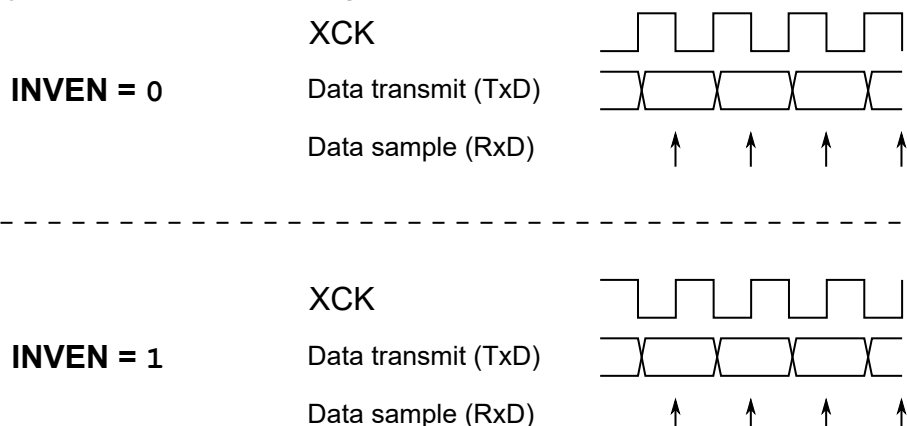 XCK
INVEN = 0
Data transmit (TxD)
Data sample (RxD)
XCK
INVEN = 1
Data transmit (TxD)
Data sample (RxD)